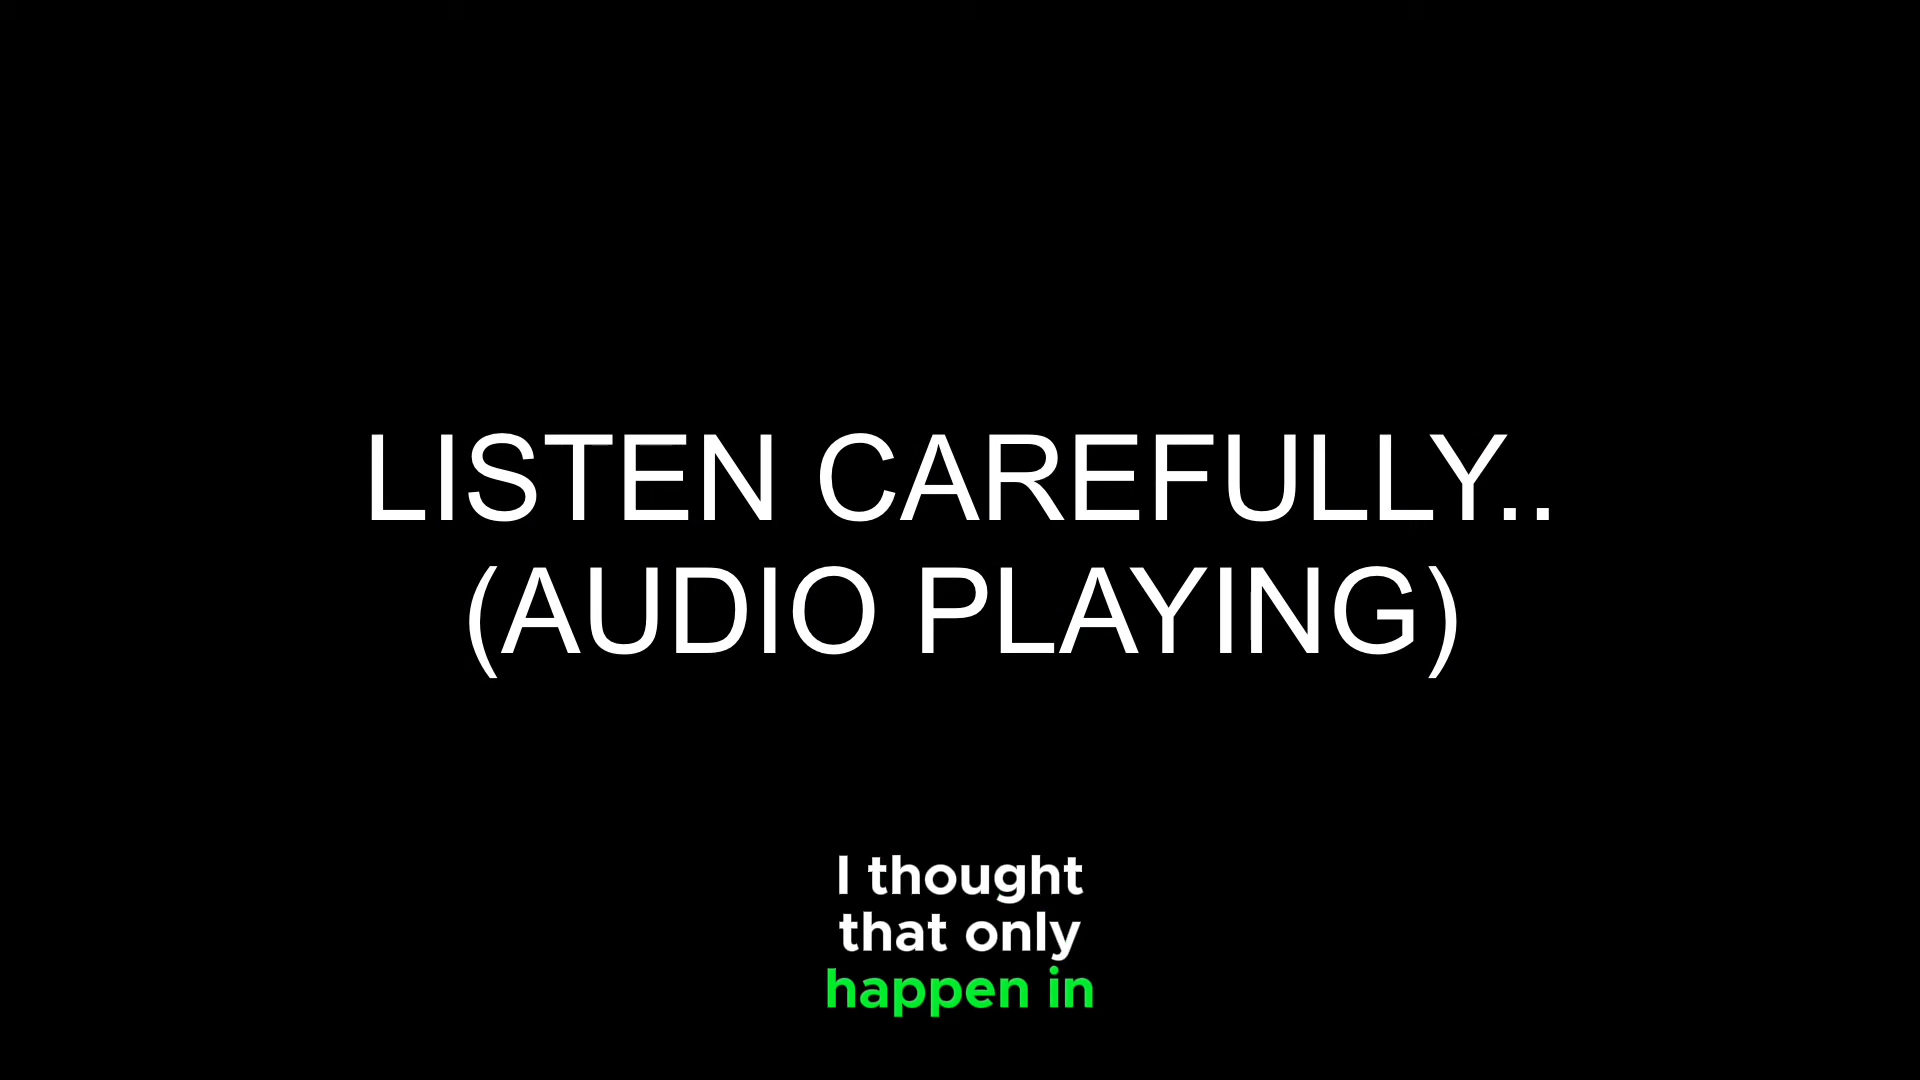 LISTEN CAREFULLY..
(AUDIO PLAYING)
I thought
that only
happen in